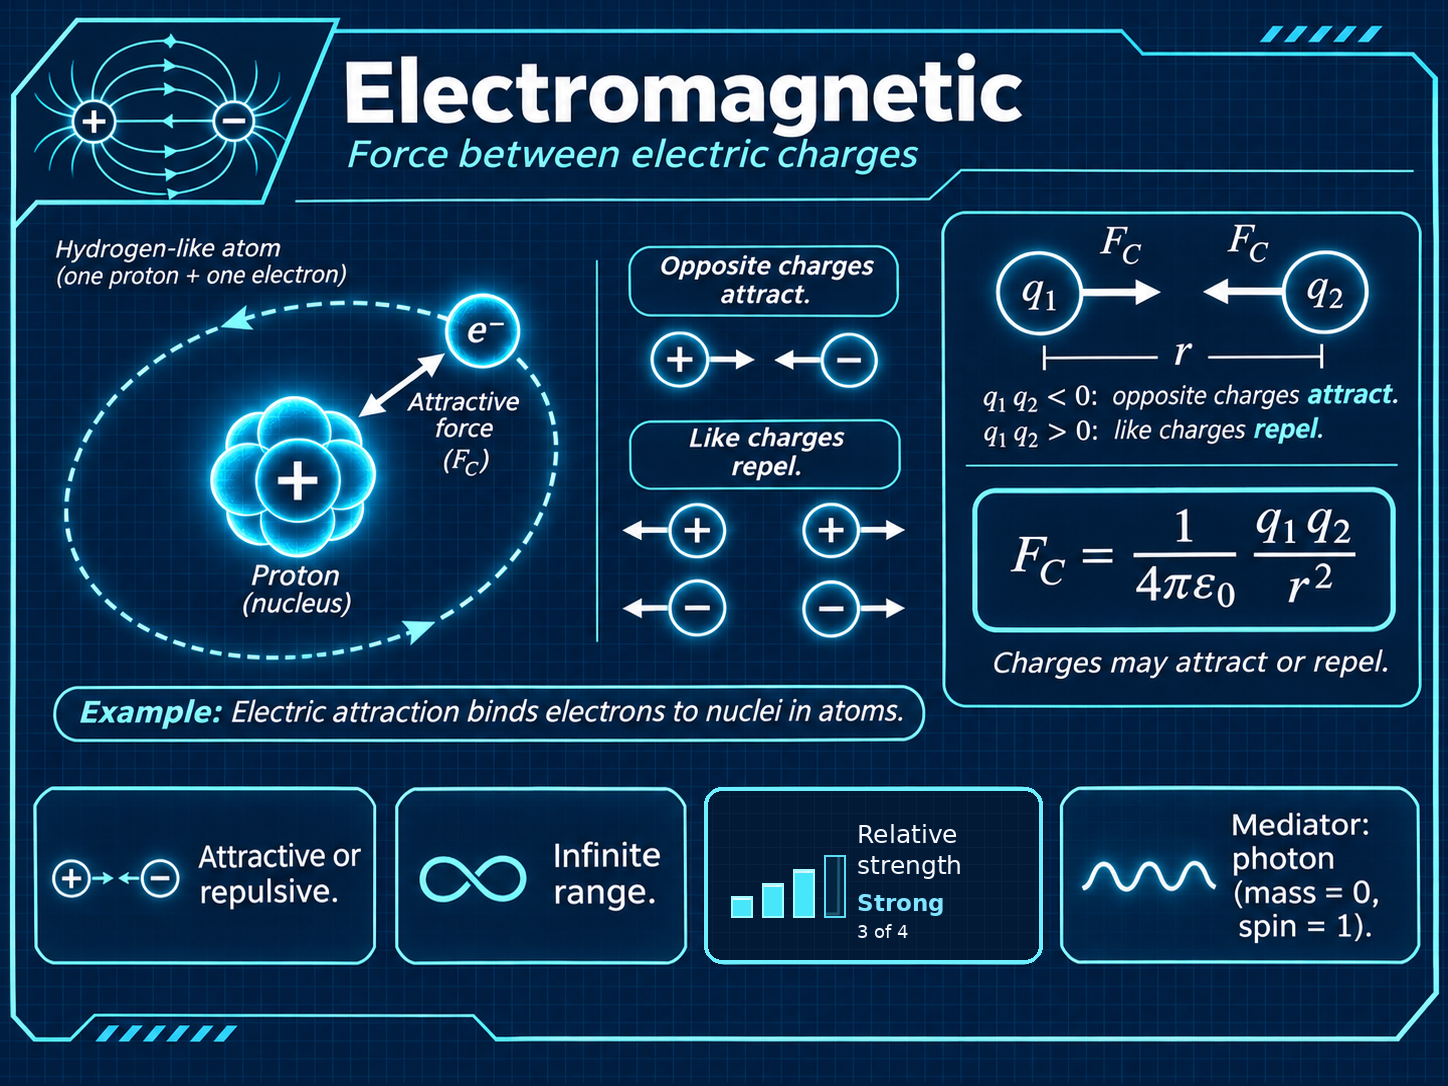 Electromagnetic
Force between electric charges
+
−
Hydrogen-like atom
(one proton + one electron)
e⁻
Attractive
force
(F_C)
+
Proton
(nucleus)
Opposite charges
attract.
+ −
Like charges
repel.
+ +
− −
F_C F_C
q₁ q₂
r
q₁ q₂ < 0: opposite charges attract.
q₁ q₂ > 0: like charges repel.
F_C = 1/(4πε₀) q₁ q₂/r²
Charges may attract or repel.
Example: Electric attraction binds electrons to nuclei in atoms.
+ −
Attractive or
repulsive.
∞
Infinite
range.
Relative
strength
Strong
3 of 4
Mediator:
photon
(mass = 0,
spin = 1).